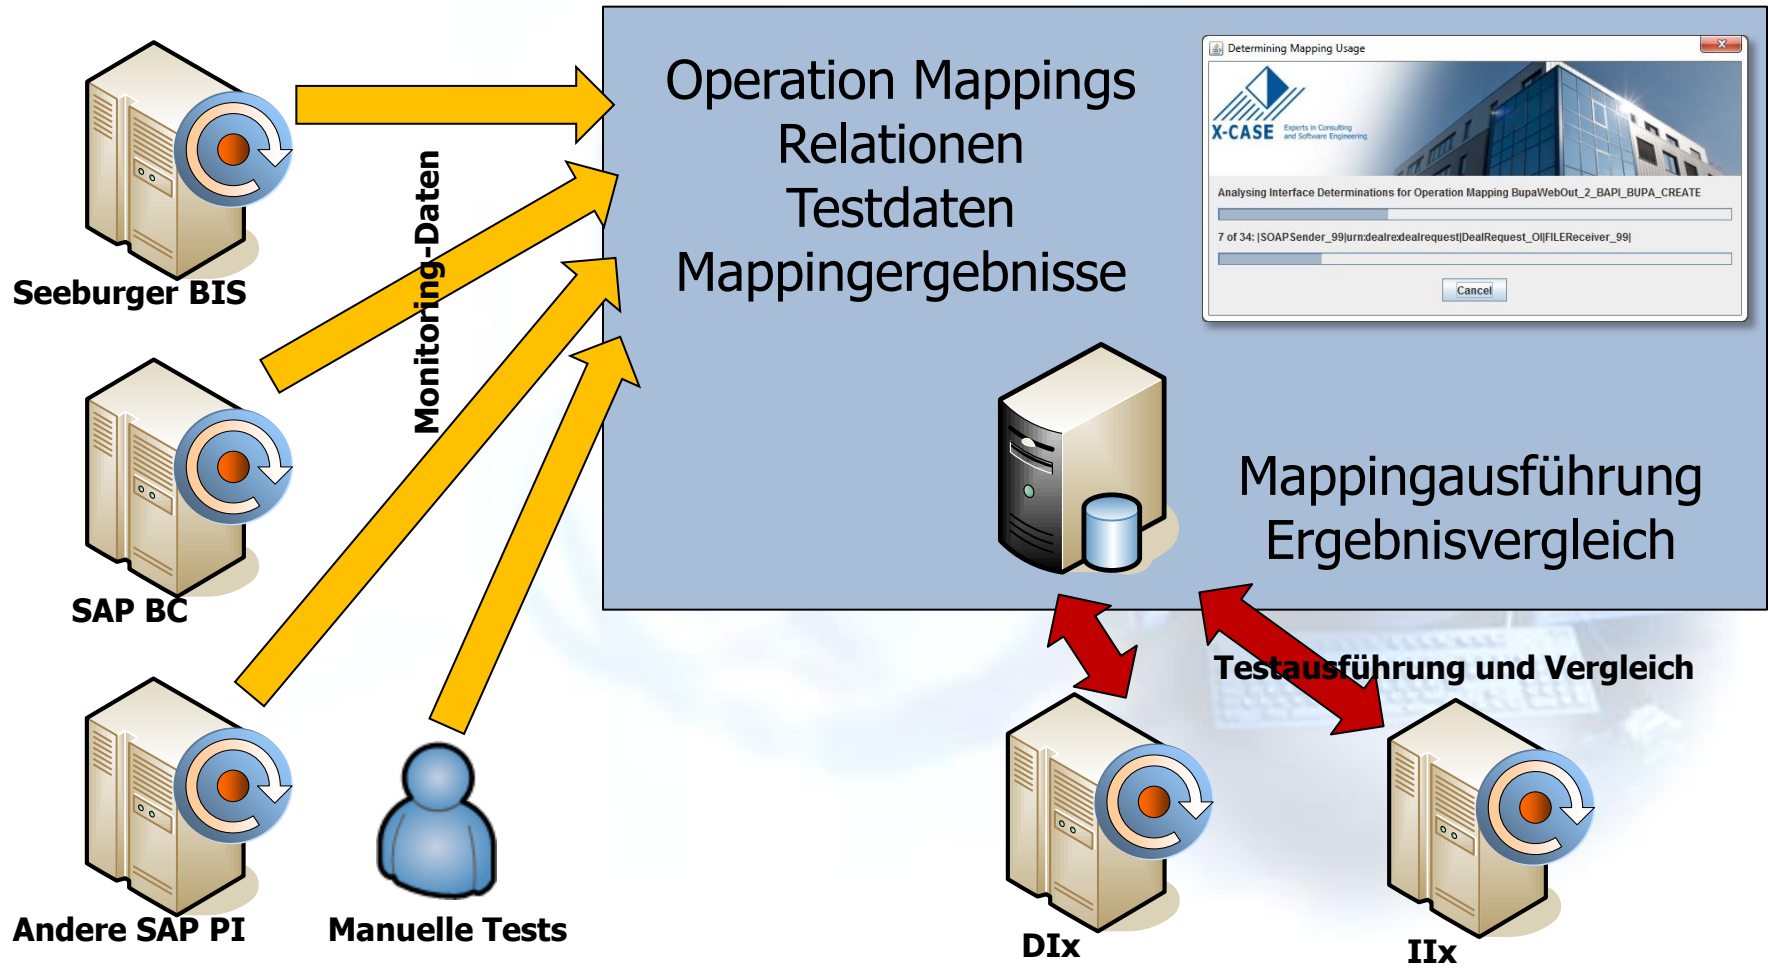 Operation Mappings
Relationen
Testdaten
Mappingergebnisse
Determining Mapping Usage
X-CASE
Experts in Consulting
and Software Engineering
Analysing Interface Determinations for Operation Mapping BupaWebOut_2_BAPI_BUPA_CREATE
7 of 34: |SOAPSender_99|urn:dealre:dealrequest|DealRequest_OI|FILEReceiver_99|
Cancel
Monitoring-Daten
Seeburger BIS
SAP BC
Andere SAP PI
Manuelle Tests
Mappingausführung
Ergebnisvergleich
Testausführung und Vergleich
DIx
IIx